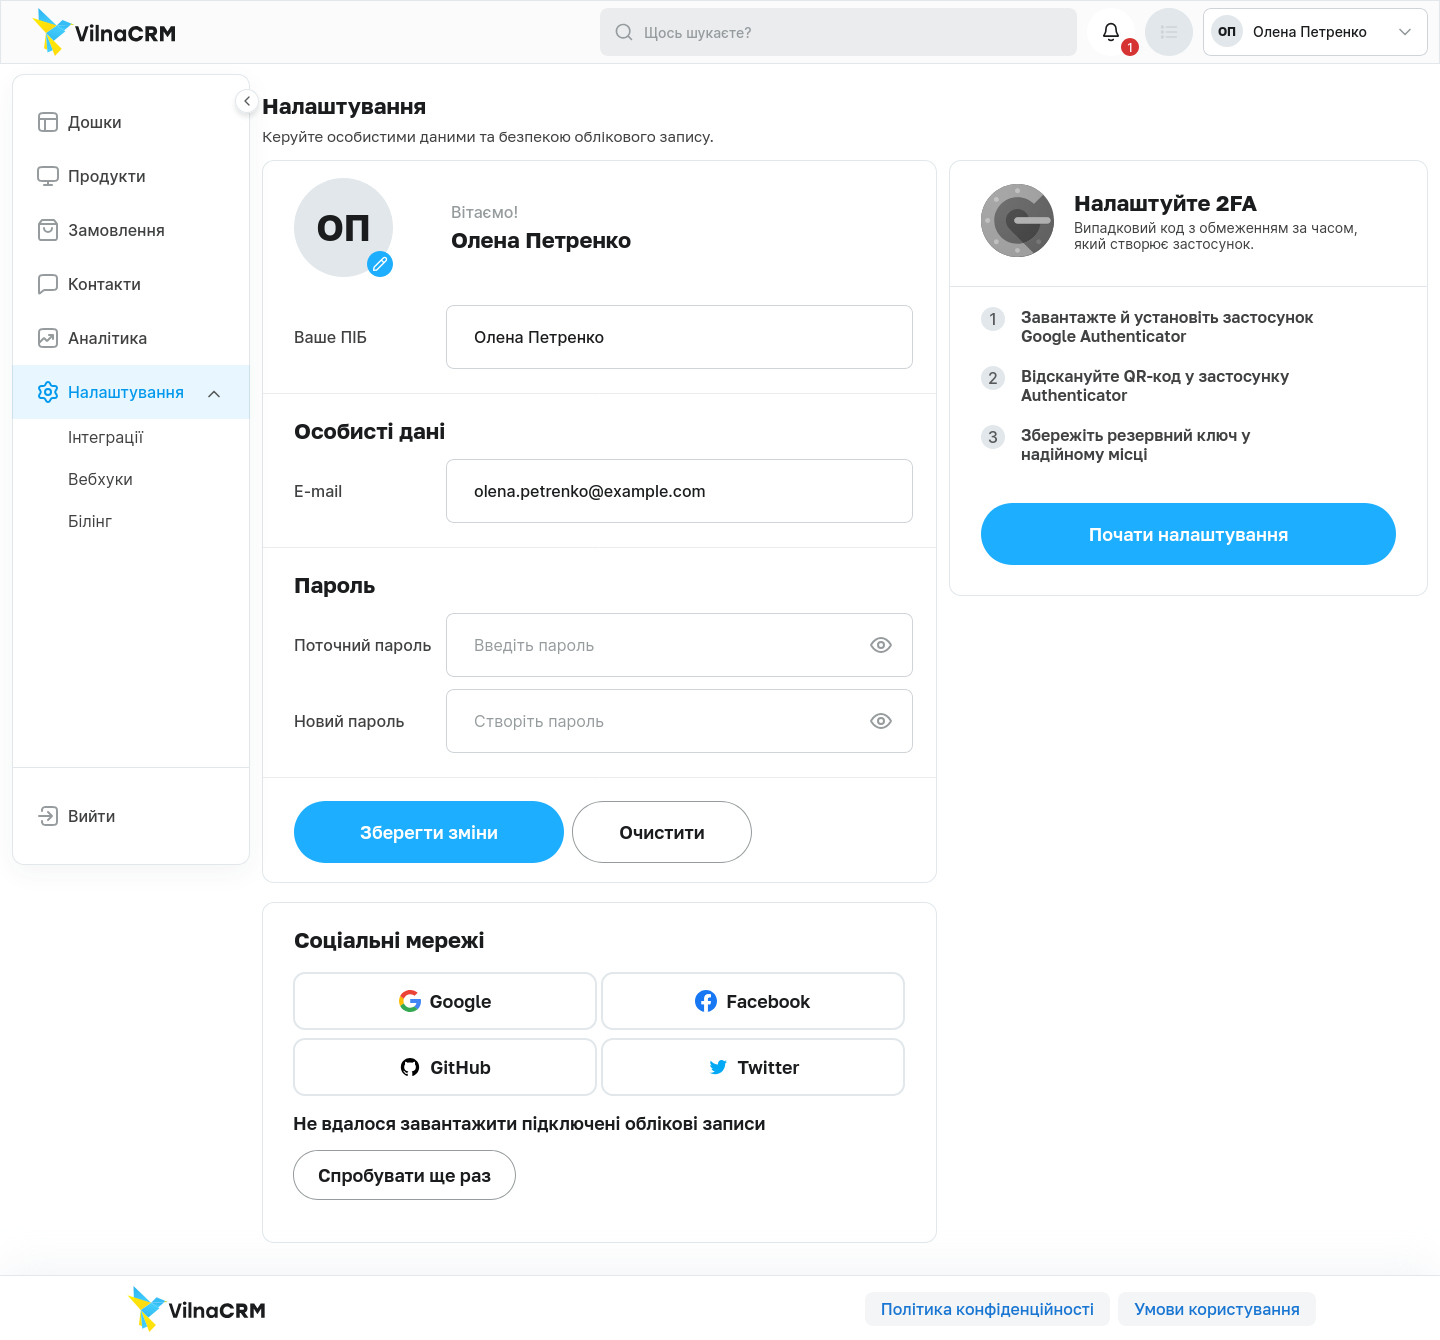 VilnaCRM
Щось шукаєте?
1
ОП
Олена Петренко
Дошки
Продукти
Замовлення
Контакти
Аналітика
Налаштування
Інтеграції
Вебхуки
Білінг
Вийти
Налаштування
Керуйте особистими даними та безпекою облікового запису.
ОП
Вітаємо!
Олена Петренко
Ваше ПІБ
Олена Петренко
Особисті дані
E-mail
olena.petrenko@example.com
Пароль
Поточний пароль
Введіть пароль
Новий пароль
Створіть пароль
Зберегти зміни
Очистити
Налаштуйте 2FA
Випадковий код з обмеженням за часом,
який створює застосунок.
1
Завантажте й установіть застосунок
Google Authenticator
2
Відскануйте QR-код у застосунку
Authenticator
3
Збережіть резервний ключ у
надійному місці
Почати налаштування
Соціальні мережі
Google
Facebook
GitHub
Twitter
Не вдалося завантажити підключені облікові записи
Спробувати ще раз
VilnaCRM
Політика конфіденційності
Умови користування